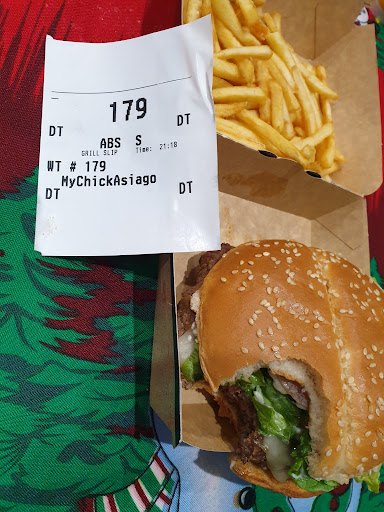 179
DT DT
ABS S
GRILL SLIP Time: 21:18
WT # 179
MyChickAsiago
DT DT